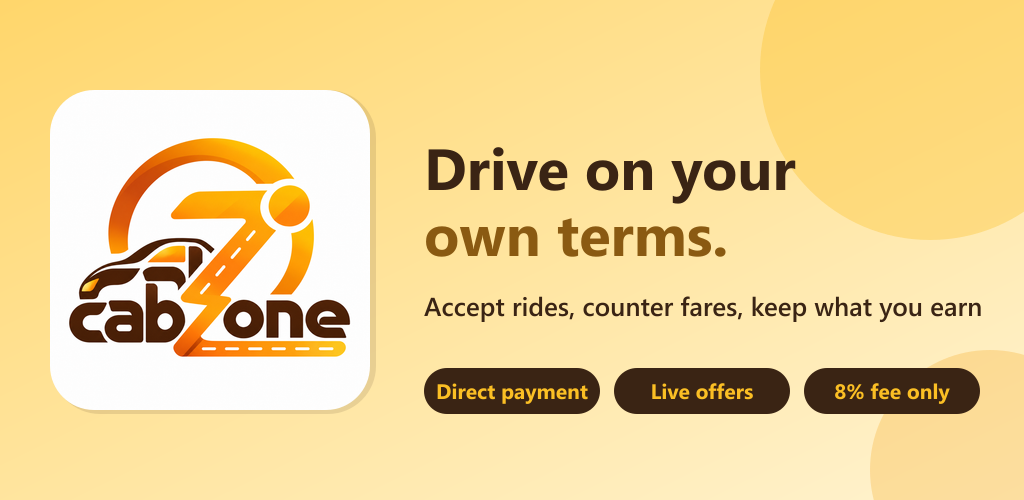 cabZone
Drive on your
own terms.
Accept rides, counter fares, keep what you earn
Direct payment
Live offers
8% fee only